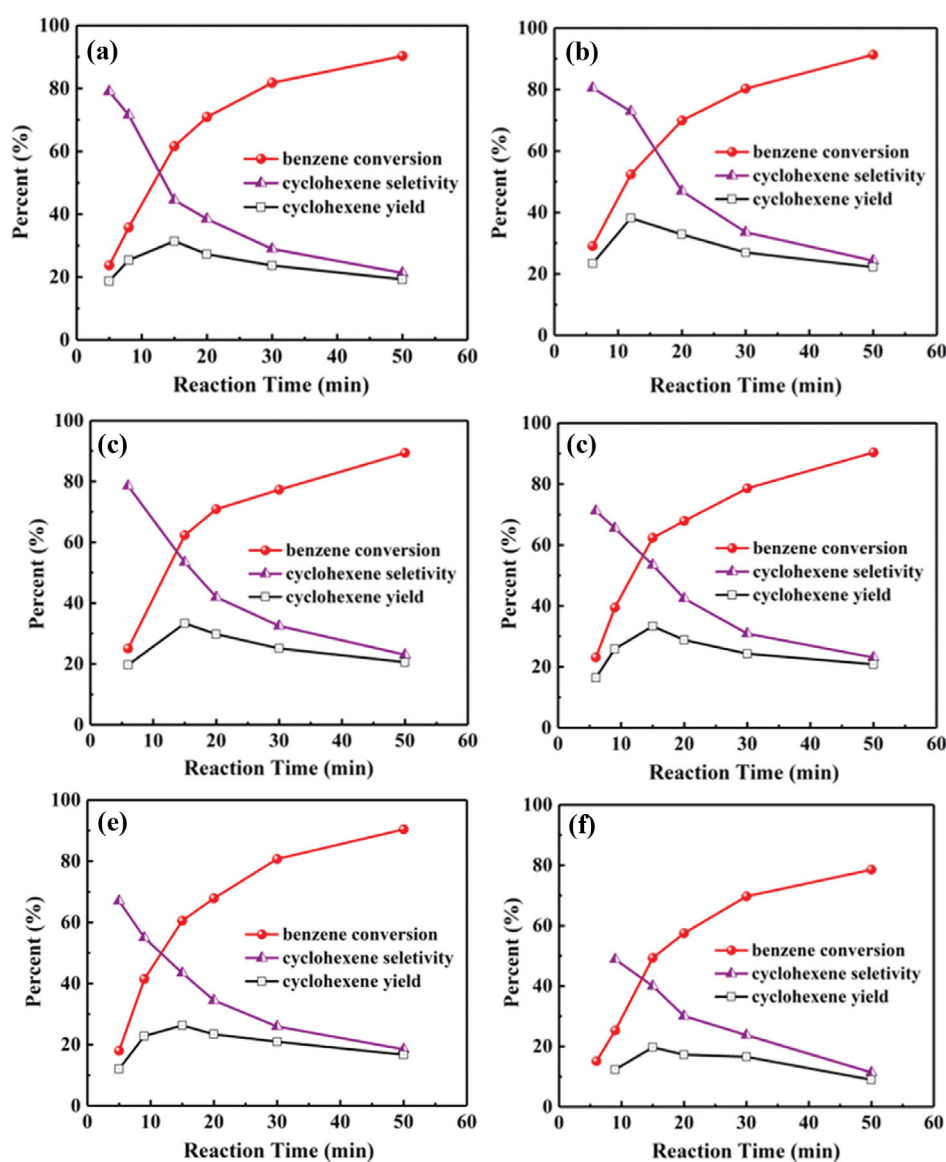 (a)
100
80
60
40
20
0
Percent (%)
benzene conversion
cyclohexene seletivity
cyclohexene yield
0 10 20 30 40 50 60
Reaction Time (min)
(b)
100
80
60
40
20
0
Percent (%)
benzene conversion
cyclohexene seletivity
cyclohexene yield
0 10 20 30 40 50 60
Reaction Time (min)
(c)
100
80
60
40
20
0
Percent (%)
benzene conversion
cyclohexene seletivity
cyclohexene yield
0 10 20 30 40 50 60
Reaction Time (min)
(c)
100
80
60
40
20
0
Percent (%)
benzene conversion
cyclohexene seletivity
cyclohexene yield
0 10 20 30 40 50 60
Reaction Time (min)
(e)
100
80
60
40
20
0
Percent (%)
benzene conversion
cyclohexene seletivity
cyclohexene yield
0 10 20 30 40 50 60
Reaction Time (min)
(f)
100
80
60
40
20
0
Percent (%)
benzene conversion
cyclohexene seletivity
cyclohexene yield
0 10 20 30 40 50 60
Reaction Time (min)